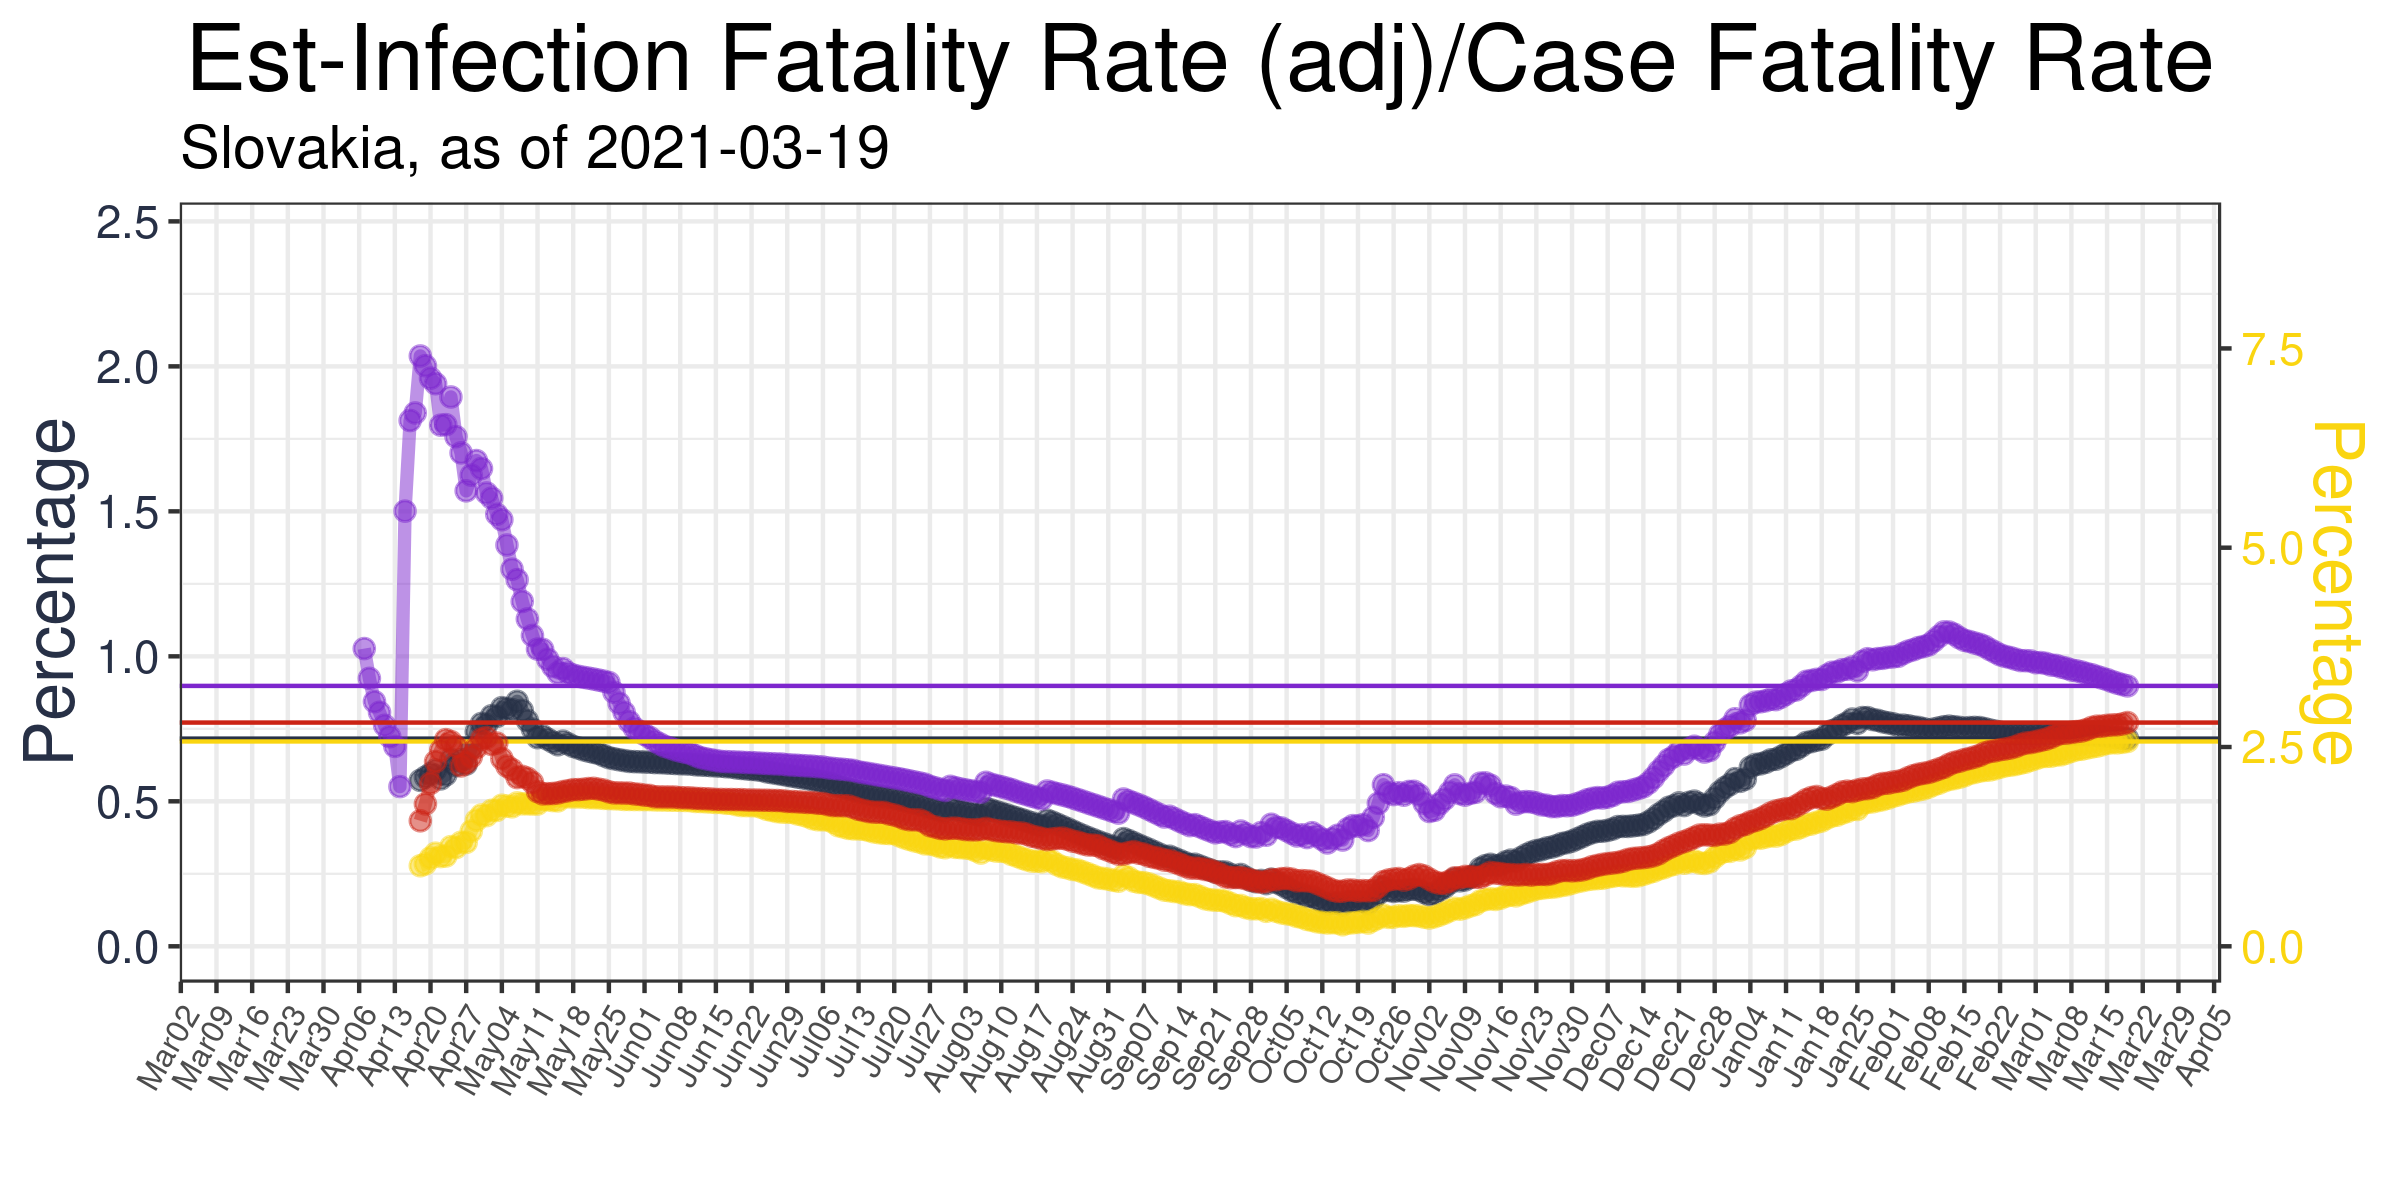 Est-Infection Fatality Rate (adj)/Case Fatality Rate
Slovakia, as of 2021-03-19
Percentage
2.5
2.0
1.5
1.0
0.5
0.0
7.5
5.0
2.5
0.0
Percentage
Mar02
Mar09
Mar16
Mar23
Mar30
Apr06
Apr13
Apr20
Apr27
May04
May11
May18
May25
Jun01
Jun08
Jun15
Jun22
Jun29
Jul06
Jul13
Jul20
Jul27
Aug03
Aug10
Aug17
Aug24
Aug31
Sep07
Sep14
Sep21
Sep28
Oct05
Oct12
Oct19
Oct26
Nov02
Nov09
Nov16
Nov23
Nov30
Dec07
Dec14
Dec21
Dec28
Dec04
Jan11
Jan18
Jan25
Jan01
Feb08
Feb15
Feb22
Feb22
Mar01
Mar08
Mar15
Mar22
Mar29
Apr05